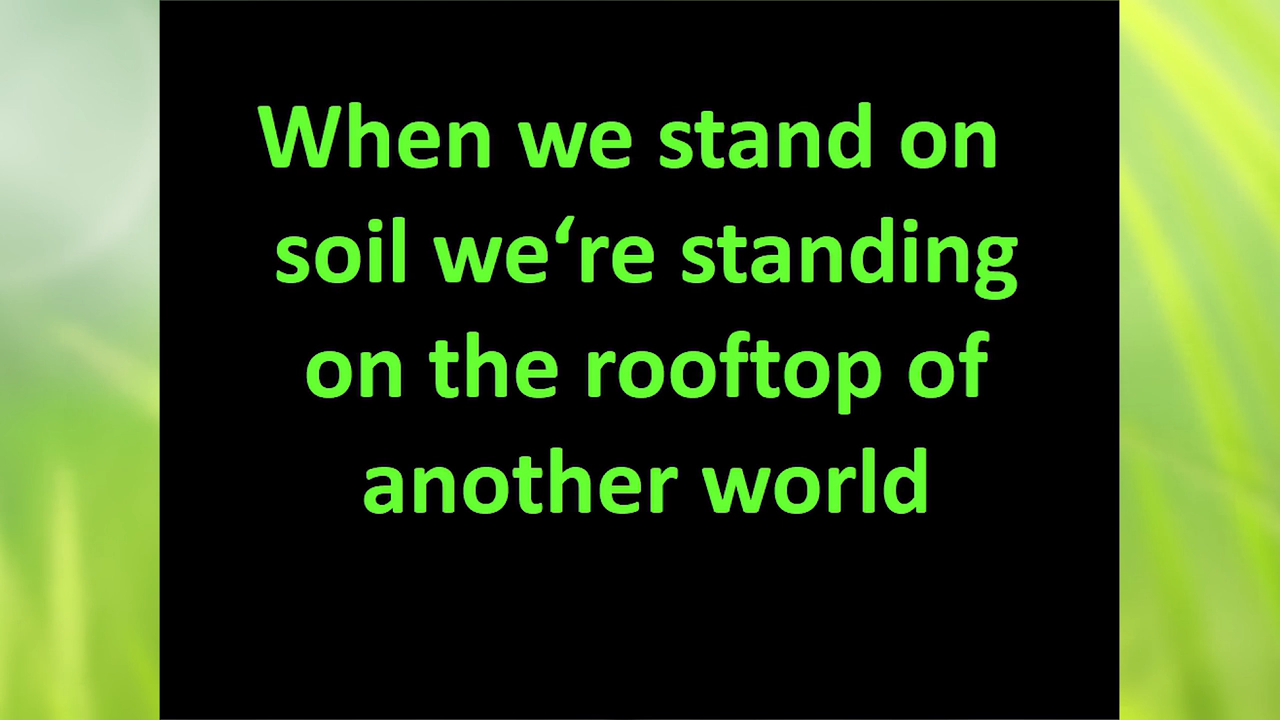 When we stand on
soil we‘re standing
on the rooftop of
another world